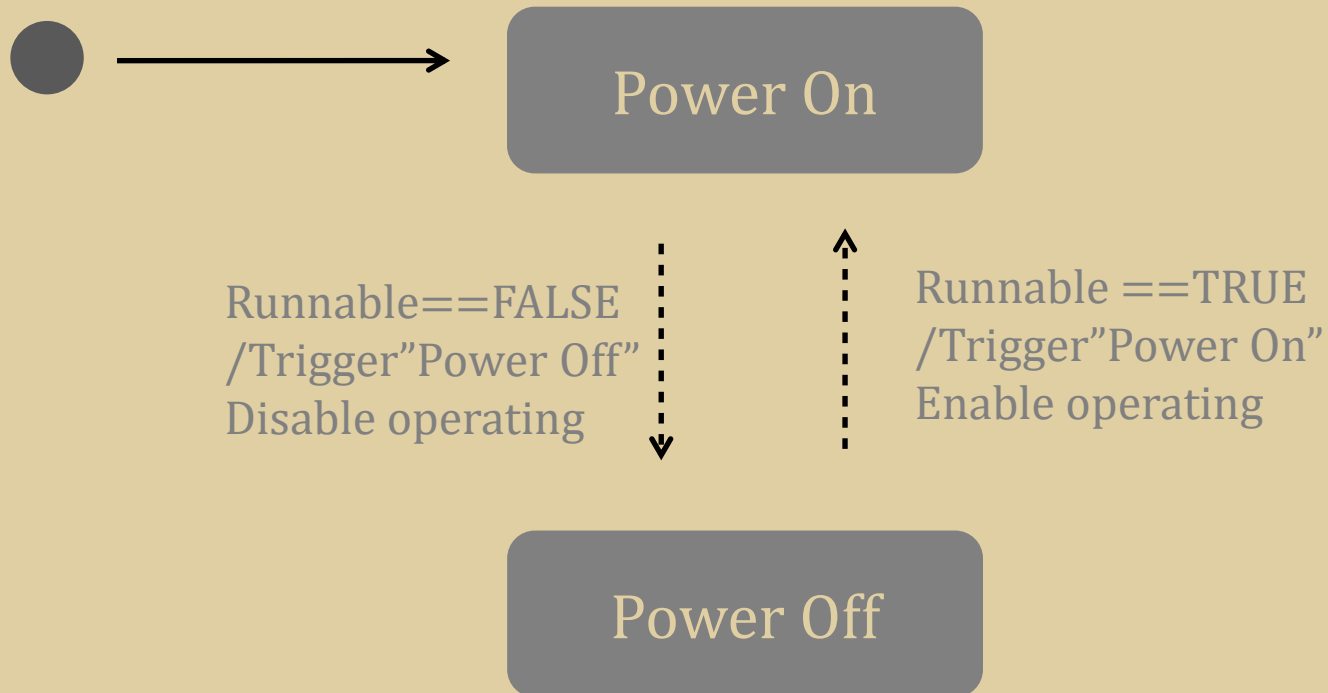 Power On
Runnable==FALSE
/Trigger”Power Off”
Disable operating
Runnable ==TRUE
/Trigger”Power On”
Enable operating
Power Off